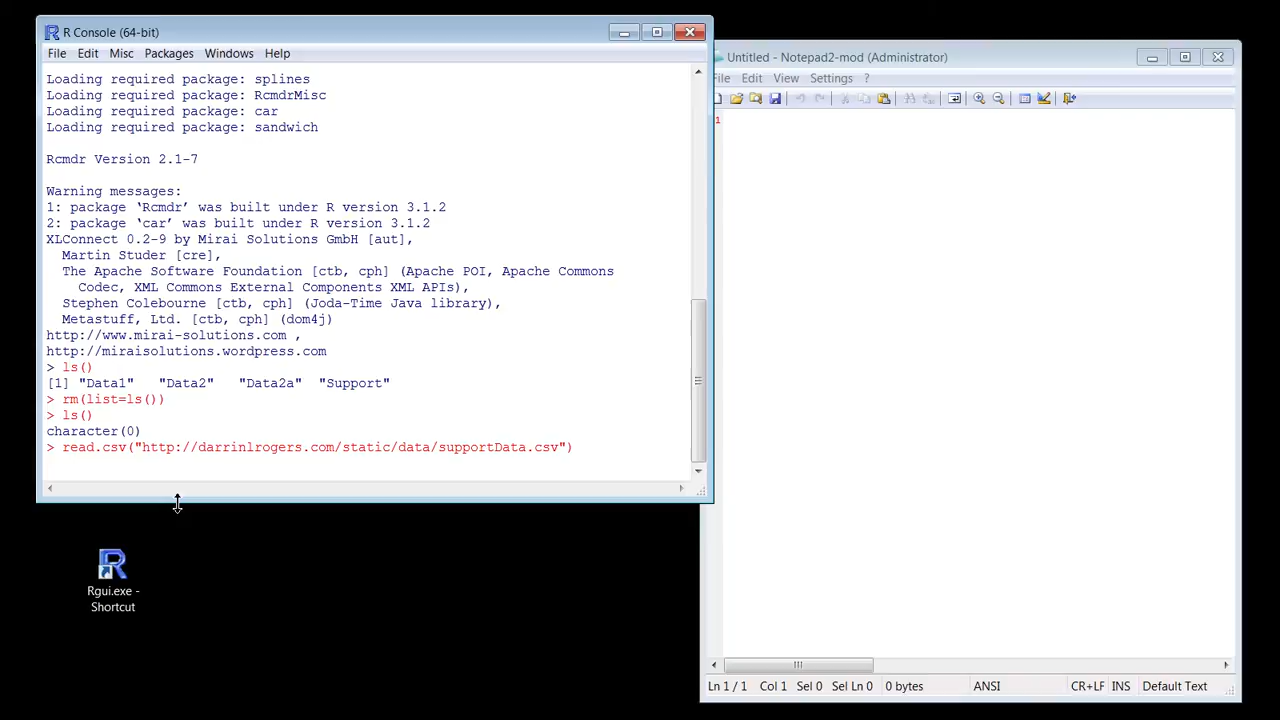 R Console (64-bit)
File Edit Misc Packages Windows Help
Loading required package: splines
Loading required package: RcmdrMisc
Loading required package: car
Loading required package: sandwich
Rcmdr Version 2.1-7
Warning messages:
1: package ‘Rcmdr’ was built under R version 3.1.2
2: package ‘car’ was built under R version 3.1.2
XLConnect 0.2-9 by Mirai Solutions GmbH [aut],
Martin Studer [cre],
The Apache Software Foundation [ctb, cph] (Apache POI, Apache Commons
Codec, XML Commons External Components XML APIs),
Stephen Colebourne [ctb, cph] (Joda-Time Java library),
Metastuff, Ltd. [ctb, cph] (dom4j)
http://www.mirai-solutions.com ,
http://miraisolutions.wordpress.com
> ls()
[1] "Data1" "Data2" "Data2a" "Support"
> rm(list=ls())
> ls()
character(0)
> read.csv("http://darrinlrogers.com/static/data/supportData.csv")
Rgui.exe -
Shortcut
Untitled - Notepad2-mod (Administrator)
File Edit View Settings ?
1
Ln 1 / 1 Col 1 Sel 0 Sel Ln 0 0 bytes ANSI CR+LF INS Default Text